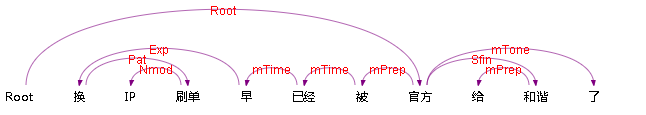 Root
Exp
mTone
Pat
Sfin
Nmod
mTime
mTime
mPrep
mPrep
Root 换 IP 刷单 早 已经 被 官方 给 和谐 了